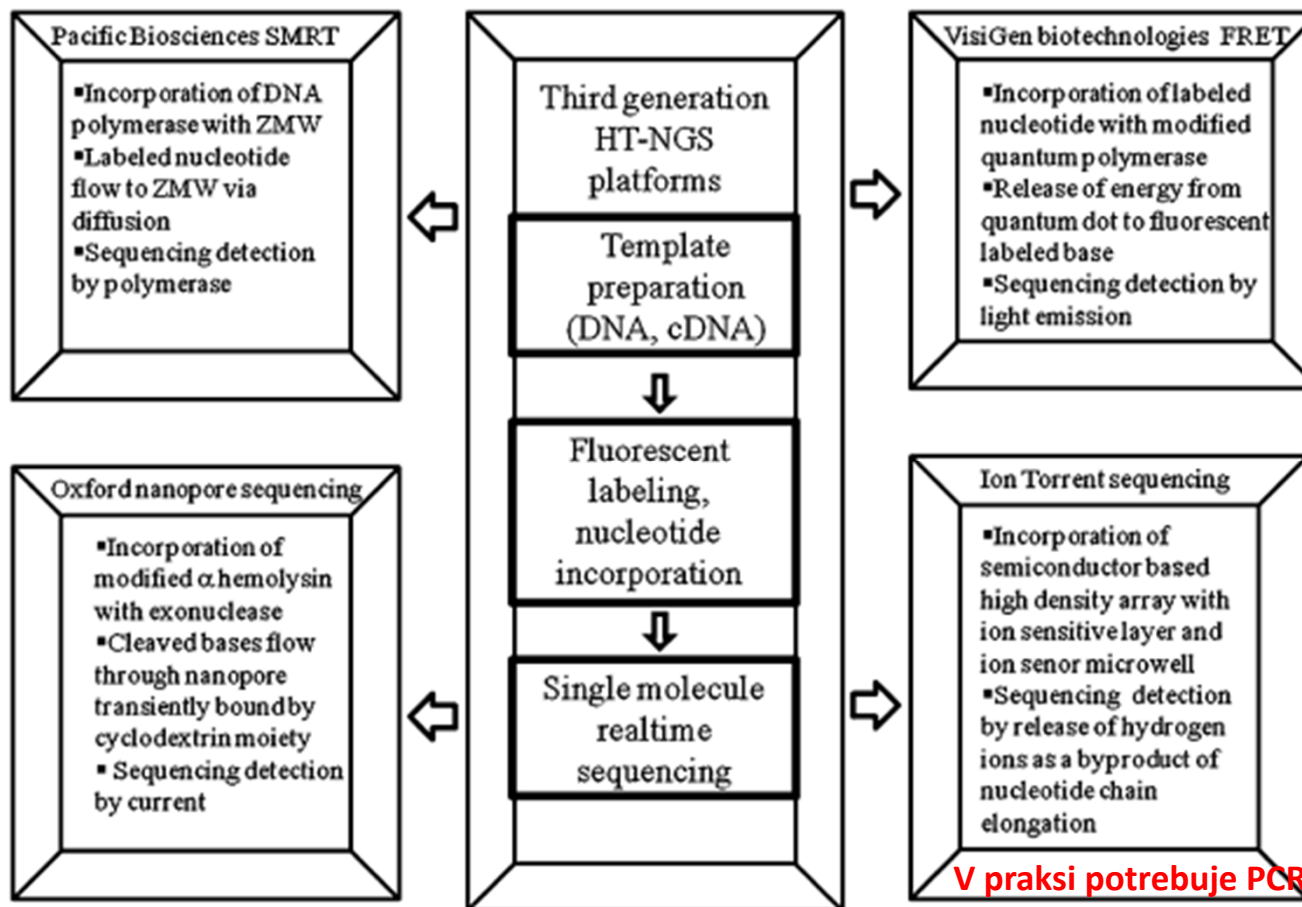 Pacific Biosciences SMRT
▪Incorporation of DNA
polymerase with ZMW
▪Labeled nucleotide
flow to ZMW via
diffusion
▪Sequencing detection
by polymerase
Third generation
HT-NGS
platforms
Template
preparation
(DNA, cDNA)
Fluorescent
labeling,
nucleotide
incorporation
Single molecule
realtime
sequencing
VisiGen biotechnologies FRET
▪Incorporation of labeled
nucleotide with modified
quantum polymerase
▪Release of energy from
quantum dot to fluorescent
labeled base
▪Sequencing detection by
light emission
Oxford nanopore sequencing
▪Incorporation of
modified α hemolysin
with exonuclease
▪Cleaved bases flow
through nanopore
transiently bound by
cyclodextrin moiety
▪ Sequencing detection
by current
Ion Torrent sequencing
▪Incorporation of
semiconductor based
high density array with
ion sensitive layer and
ion senor microwell
▪Sequencing detection
by release of hydrogen
ions as a byproduct of
nucleotide chain
elongation
V praksi potrebuje PCR